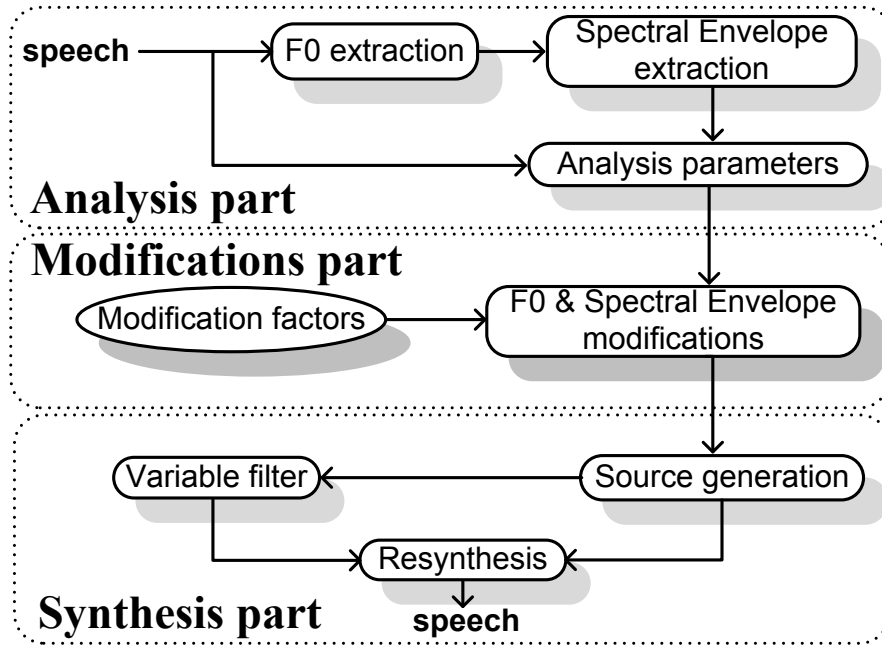 speech
F0 extraction
Spectral Envelope
extraction
Analysis parameters
Analysis part
Modifications part
Modification factors
F0 & Spectral Envelope
modifications
Variable filter
Source generation
Resynthesis
speech
Synthesis part